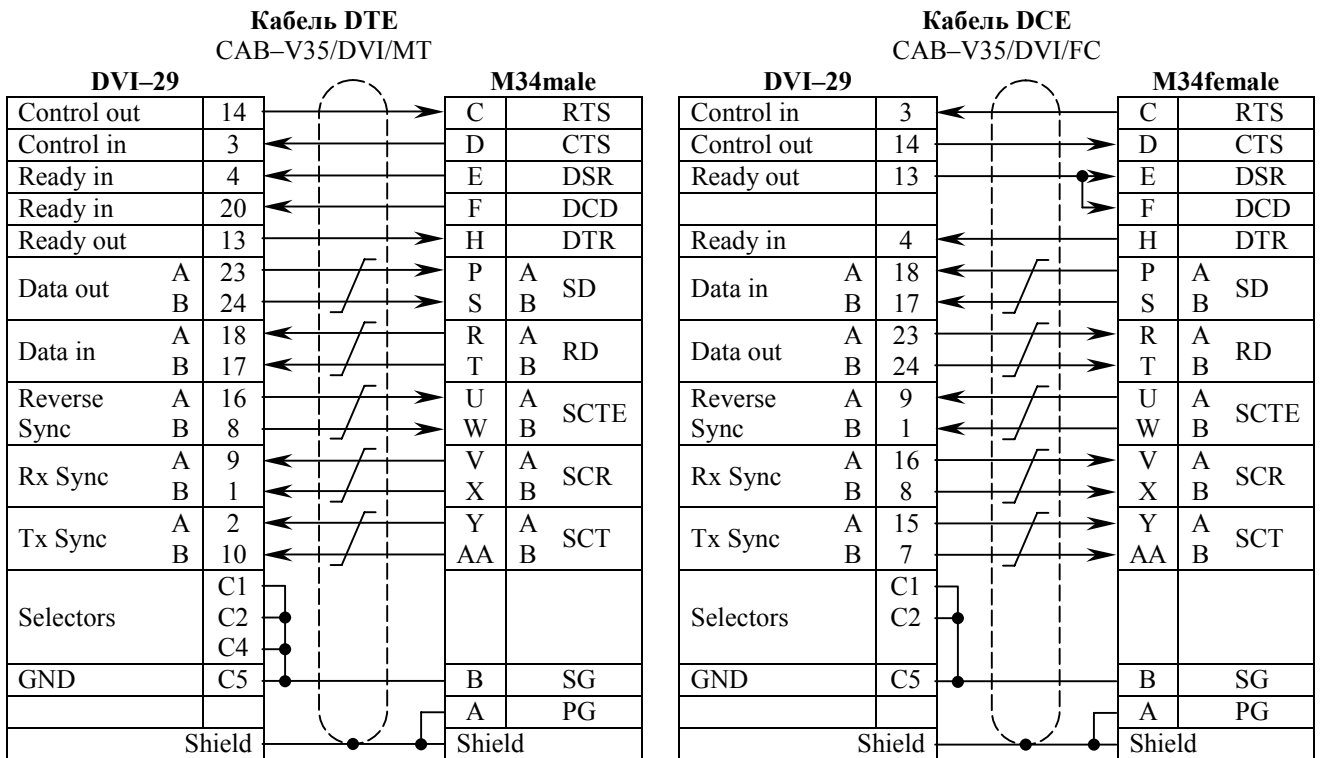 Кабель DTE
CAB–V35/DVI/MT
DVI–29 M34male
Control out 14 C RTS
Control in 3 D CTS
Ready in 4 E DSR
Ready in 20 F DCD
Ready out 13 H DTR
Data out A 23 P A SD
B 24 S B
Data in A 18 R A RD
B 17 T B
Reverse A 16 U A SCTE
Sync B 8 W B
Rx Sync A 9 V A SCR
B 1 X B
Tx Sync A 2 Y A SCT
B 10 AA B
C1
Selectors C2
C4
GND C5 B SG
A PG
Shield Shield
Кабель DCE
CAB–V35/DVI/FC
DVI–29 M34female
Control in 3 C RTS
Control out 14 D CTS
Ready out 13 E DSR
F DCD
Ready in 4 H DTR
Data in A 18 P A SD
B 17 S B
Data out A 23 R A RD
B 24 T B
Reverse A 9 U A SCTE
Sync B 1 W B
Rx Sync A 16 V A SCR
B 8 X B
Tx Sync A 15 Y A SCT
B 7 AA B
C1
Selectors C2
GND C5 B SG
A PG
Shield Shield